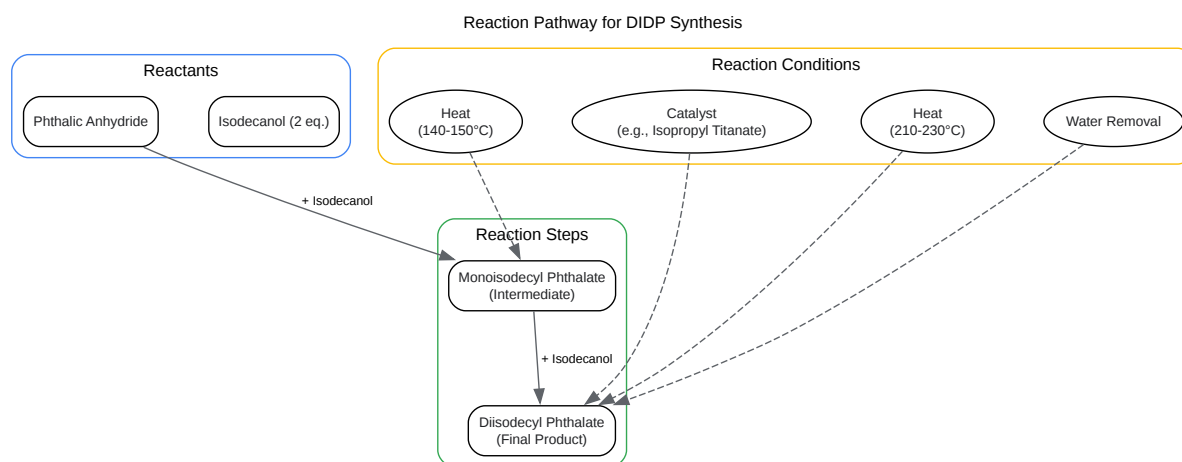 Reaction Pathway for DIDP Synthesis
Reactants
Phthalic Anhydride
Isodecanol (2 eq.)
Reaction Conditions
Heat
(140-150°C)
Catalyst
(e.g., Isopropyl Titanate)
Heat
(210-230°C)
Water Removal
+ Isodecanol
Reaction Steps
Monoisodecyl Phthalate
(Intermediate)
+ Isodecanol
Diisodecyl Phthalate
(Final Product)